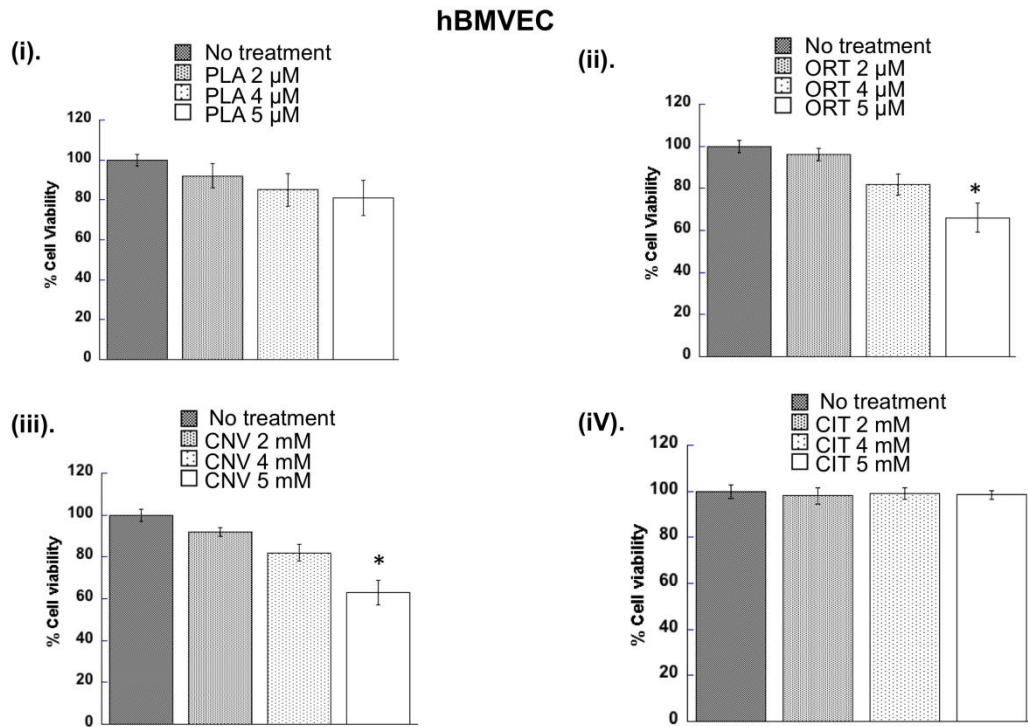 hBMVEC
(i).
No treatment
PLA 2 µM
PLA 4 µM
PLA 5 µM
120
100
80
60
40
20
0
% Cell Viability
(ii).
No treatment
ORT 2 µM
ORT 4 µM
ORT 5 µM
120
100
80
60
40
20
0
% Cell Viability
*
(iii).
No treatment
CNV 2 mM
CNV 4 mM
CNV 5 mM
120
100
80
60
40
20
0
% Cell viability
*
(iV).
No treatment
CIT 2 mM
CIT 4 mM
CIT 5 mM
120
100
80
60
40
20
0
% Cell viability